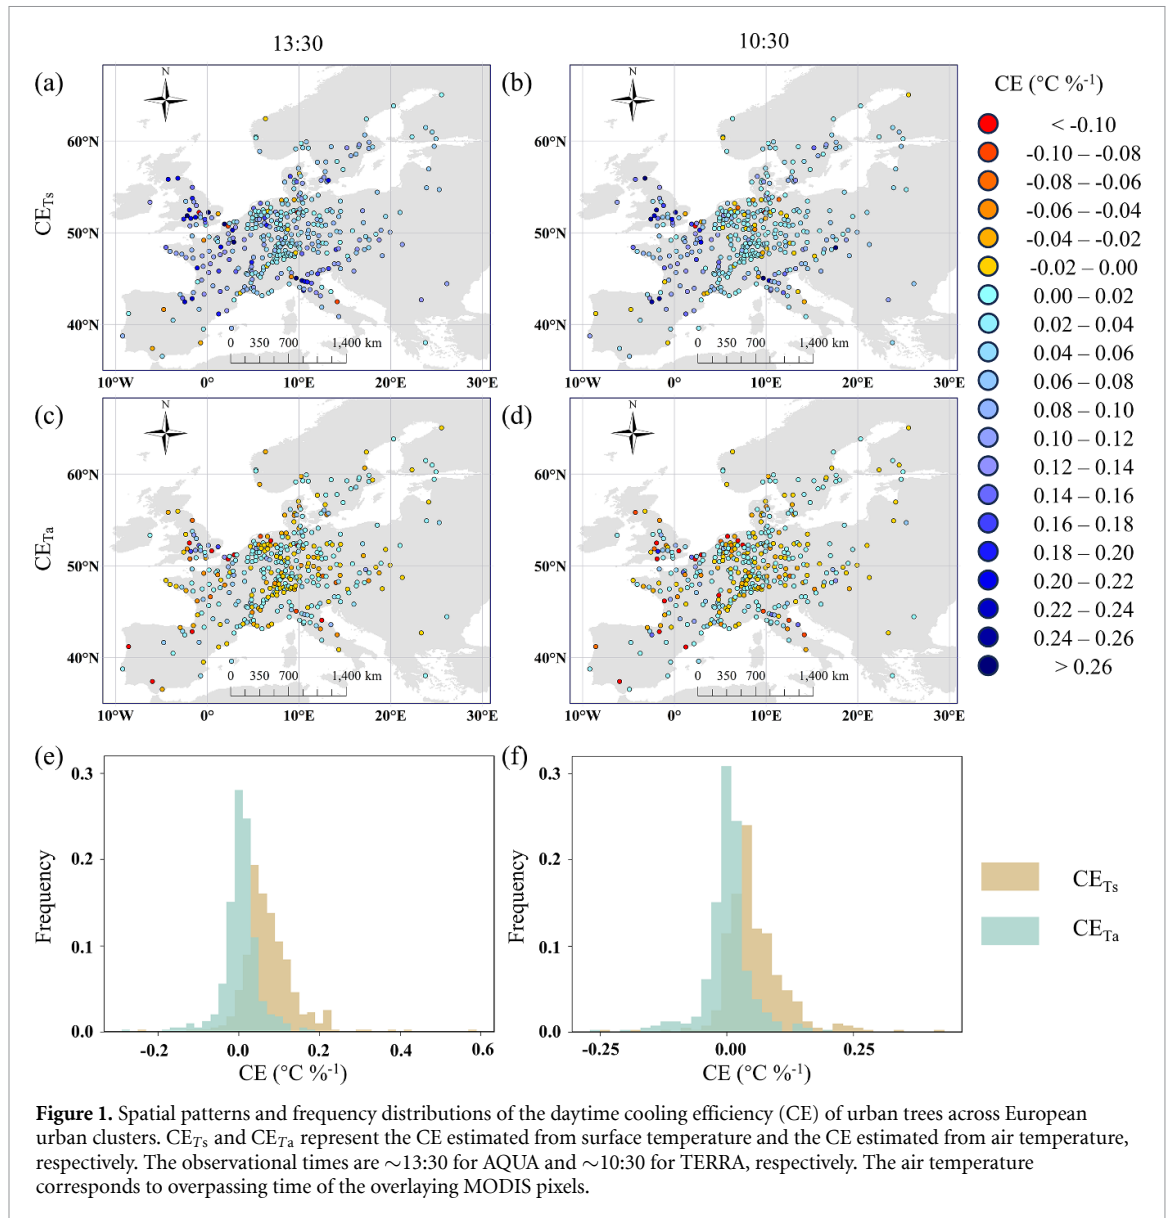 13:30
10:30
(a)
N
60°N
50°N
40°N
CE_Ts
0 350 700 1,400 km
10°W 0° 10°E 20°E 30°E
(b)
N
60°N
50°N
40°N
0 350 700 1,400 km
10°W 0° 10°E 20°E 30°E
CE (°C %-1)
< -0.10
-0.10 – -0.08
-0.08 – -0.06
-0.06 – -0.04
-0.04 – -0.02
-0.02 – 0.00
0.00 – 0.02
0.02 – 0.04
0.04 – 0.06
0.06 – 0.08
0.08 – 0.10
0.10 – 0.12
0.12 – 0.14
0.14 – 0.16
0.16 – 0.18
0.18 – 0.20
0.20 – 0.22
0.22 – 0.24
0.24 – 0.26
> 0.26
(c)
N
60°N
50°N
40°N
CE_Ta
0 350 700 1,400 km
10°W 0° 10°E 20°E 30°E
(d)
N
60°N
50°N
40°N
0 350 700 1,400 km
10°W 0° 10°E 20°E 30°E
(e)
0.3
0.2
0.1
0.0
Frequency
-0.2 0.0 0.2 0.4 0.6
CE (°C %-1)
(f)
0.3
0.2
0.1
0.0
Frequency
-0.25 0.00 0.25
CE (°C %-1)
CE_Ts
CE_Ta
Figure 1. Spatial patterns and frequency distributions of the daytime cooling efficiency (CE) of urban trees across European
urban clusters. CE_Ts and CE_Ta represent the CE estimated from surface temperature and the CE estimated from air temperature,
respectively. The observational times are ∼13:30 for AQUA and ∼10:30 for TERRA, respectively. The air temperature
corresponds to overpassing time of the overlaying MODIS pixels.